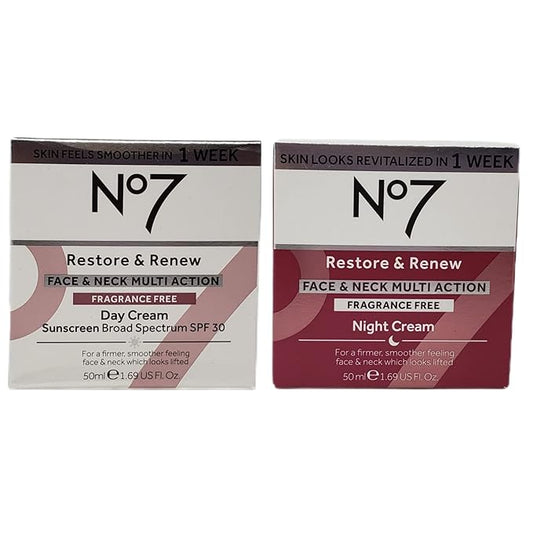 SKIN FEELS SMOOTHER IN 1 WEEK
No7
Restore & Renew
FACE & NECK MULTI ACTION
FRAGRANCE FREE
Day Cream
Sunscreen Broad Spectrum SPF 30
For a firmer, smoother feeling
face & neck which looks lifted
50ml e 1.69 US Fl. Oz.
SKIN LOOKS REVITALIZED IN 1 WEEK
No7
Restore & Renew
FACE & NECK MULTI ACTION
FRAGRANCE FREE
Night Cream
For a firmer, smoother feeling
face & neck which looks lifted
50ml e 1.69 US Fl. Oz.